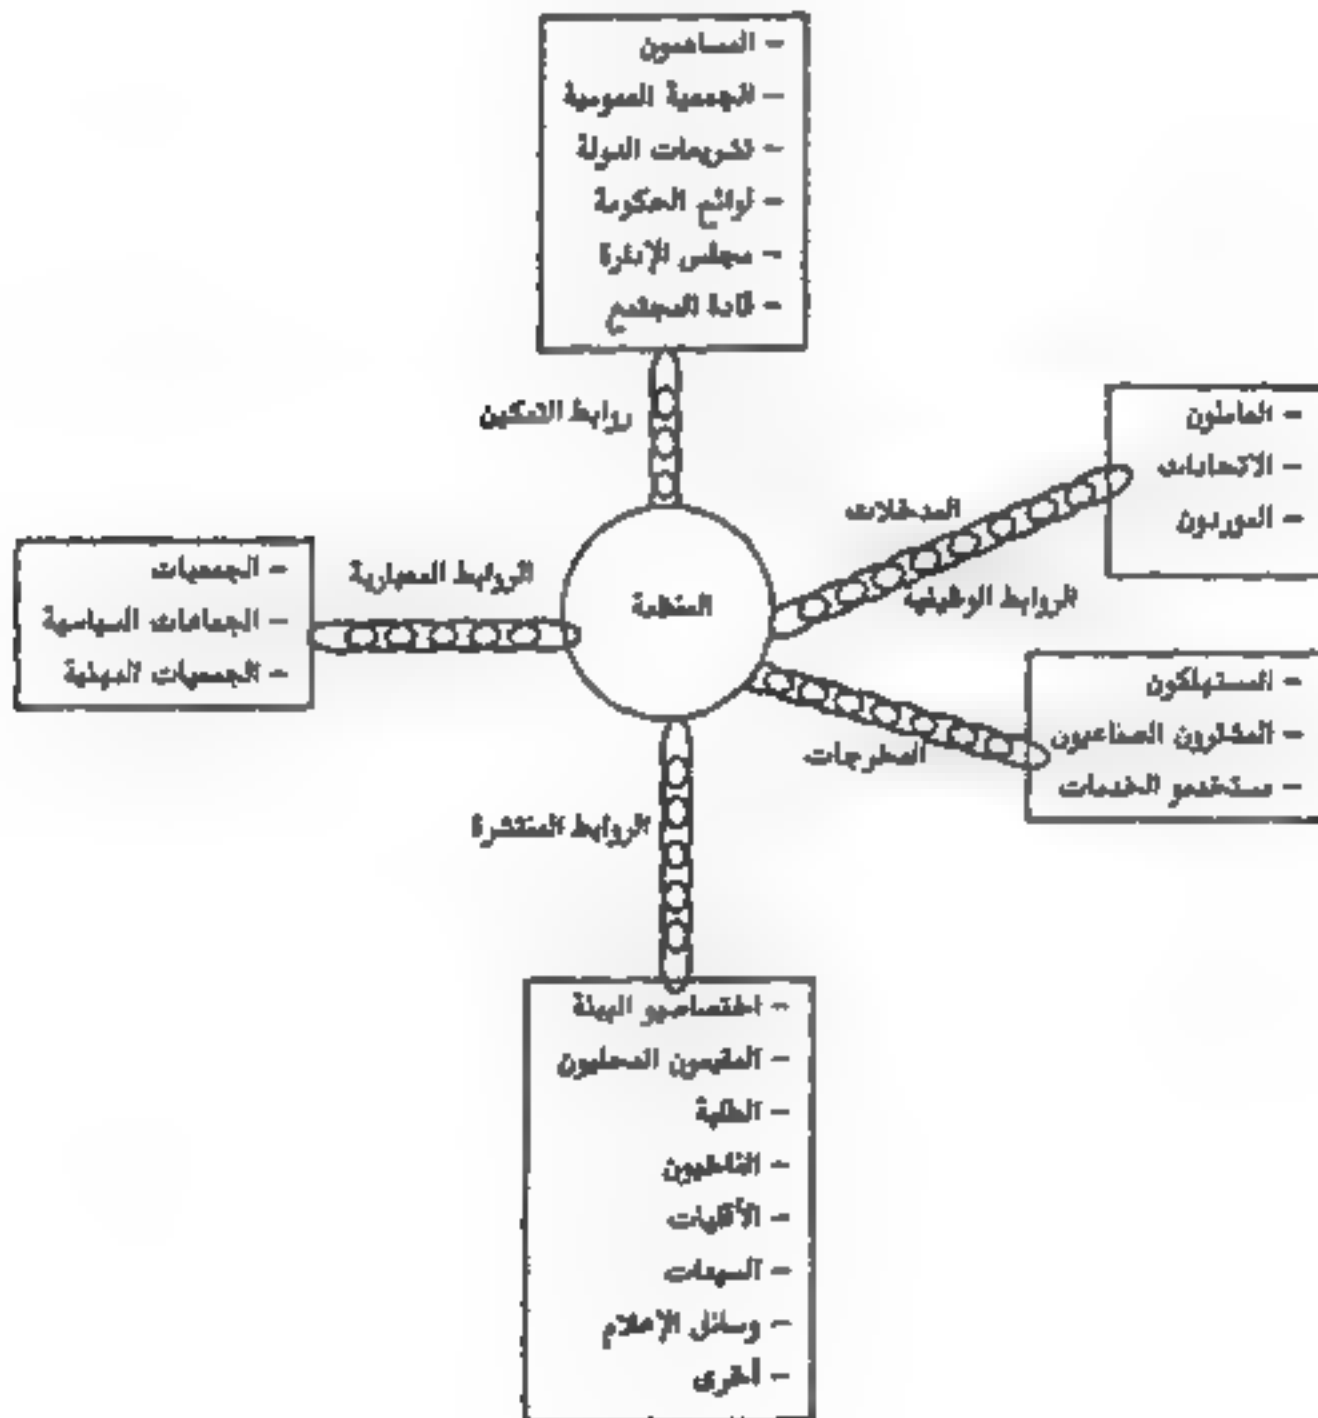 - المساهمون
- الجمعية العمومية
- تشريعات الدولة
- لوائح الحكومة
- مجلس الإدارة
- قادة المجتمع
روابط التمكين
- العاملون
- الاتحادات
- الموردون
المدخلات
الروابط الوظيفية
المنظمة
الروابط المعيارية
- الجمعيات
- الجماعات السياسية
- الجمعيات المهنية
- المستهلكون
- المشترون الصناعيون
- مستخدمو الخدمات
المخرجات
الروابط المنتشرة
- اختصاصيو البيئة
- المقيمون المحليون
- الطلبة
- الناخبون
- الأقليات
- السيدات
- وسائل الإعلام
- أخرى